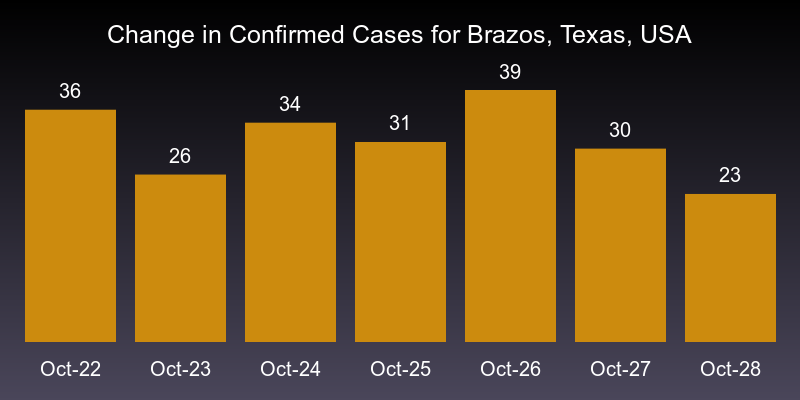 Change in Confirmed Cases for Brazos, Texas, USA
36
26
34
31
39
30
23
Oct-22
Oct-23
Oct-24
Oct-25
Oct-26
Oct-27
Oct-28